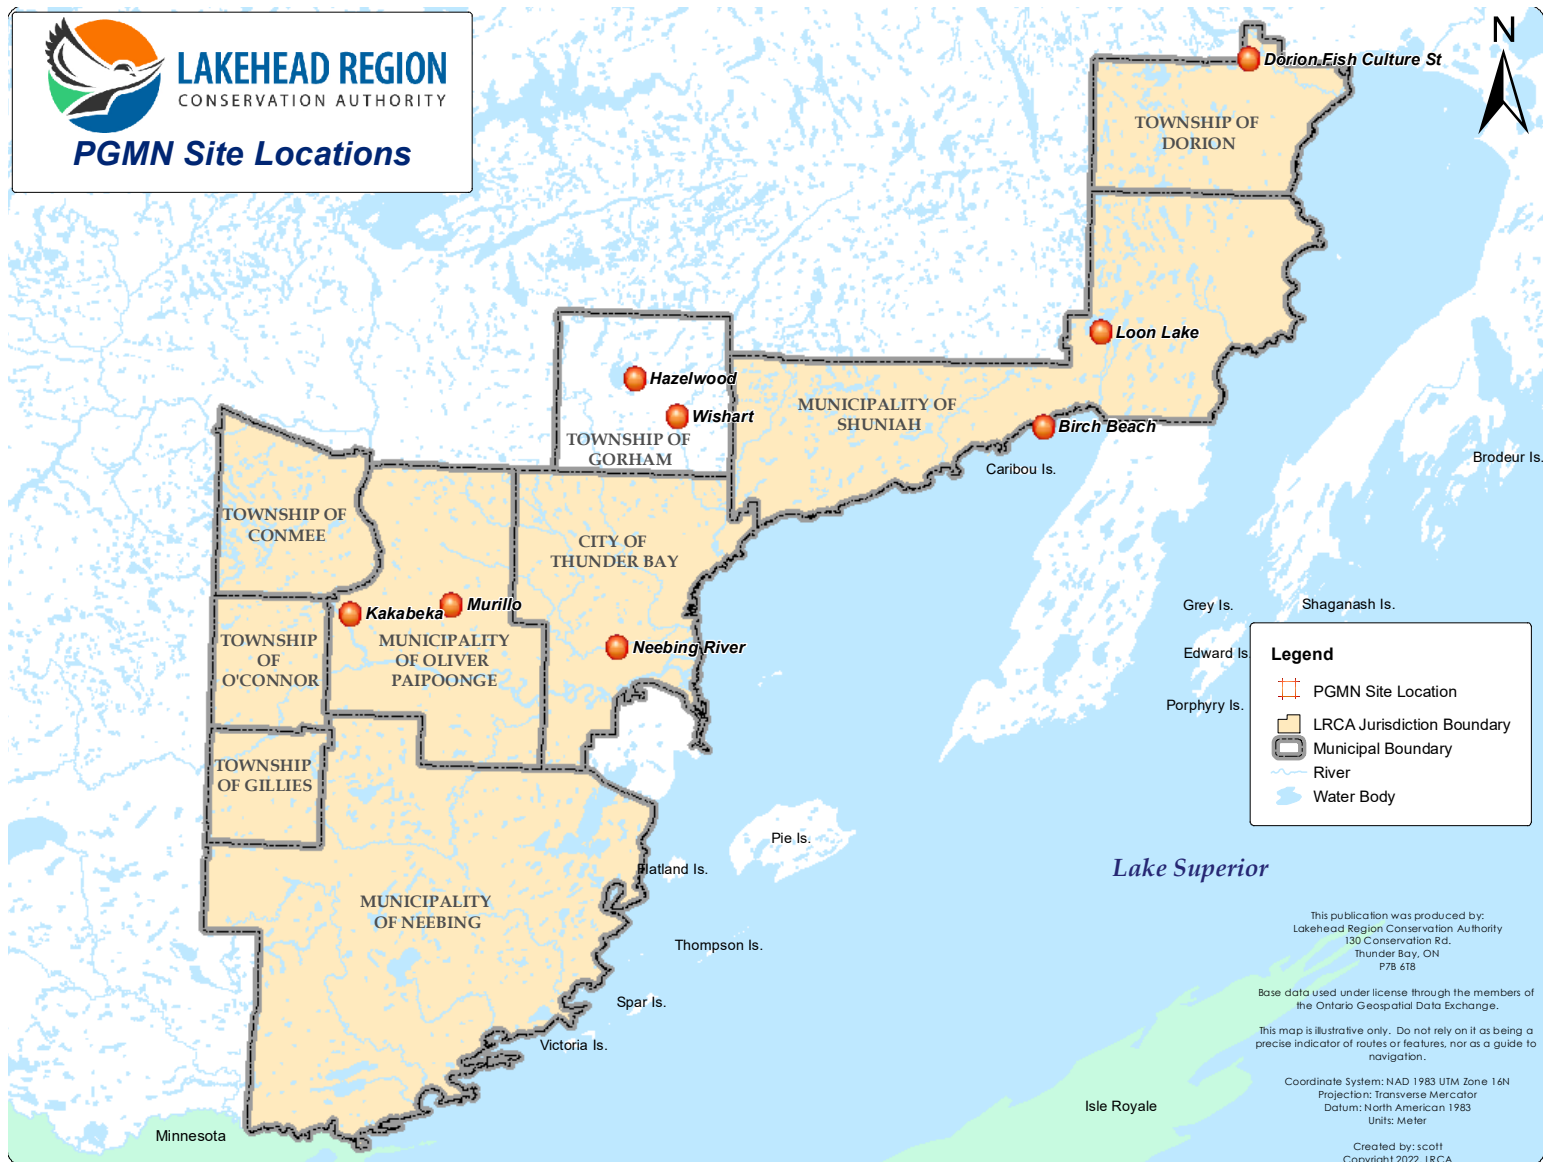 LAKEHEAD REGION
CONSERVATION AUTHORITY
PGMN Site Locations
N
Dorion Fish Culture St
TOWNSHIP OF
DORION
Loon Lake
Hazelwood
Wishart
TOWNSHIP OF
GORHAM
MUNICIPALITY OF
SHUNIAH
Birch Beach
Caribou Is.
Brodeur Is.
TOWNSHIP OF
CONMEE
CITY OF
THUNDER BAY
Kakabeka
Murillo
Neebing River
TOWNSHIP
OF
O'CONNOR
MUNICIPALITY
OF OLIVER
PAIPOONGE
Grey Is.
Shaganash Is.
Edward Is.
Porphyry Is.
Legend
PGMN Site Location
LRCA Jurisdiction Boundary
Municipal Boundary
River
Water Body
TOWNSHIP
OF GILLIES
Pie Is.
Flatland Is.
Lake Superior
MUNICIPALITY
OF NEEBING
Thompson Is.
Spar Is.
Victoria Is.
Isle Royale
Minnesota
This publication was produced by:
Lakehead Region Conservation Authority
130 Conservation Rd.
Thunder Bay, ON
P7B 6T8
Base data used under license through the members of
the Ontario Geospatial Data Exchange.
This map is illustrative only. Do not rely on it as being a
precise indicator of routes or features, nor as a guide to
navigation.
Coordinate System: NAD 1983 UTM Zone 16N
Projection: Transverse Mercator
Datum: North American 1983
Units: Meter
Created by: scott
Copyright 2022, LRCA